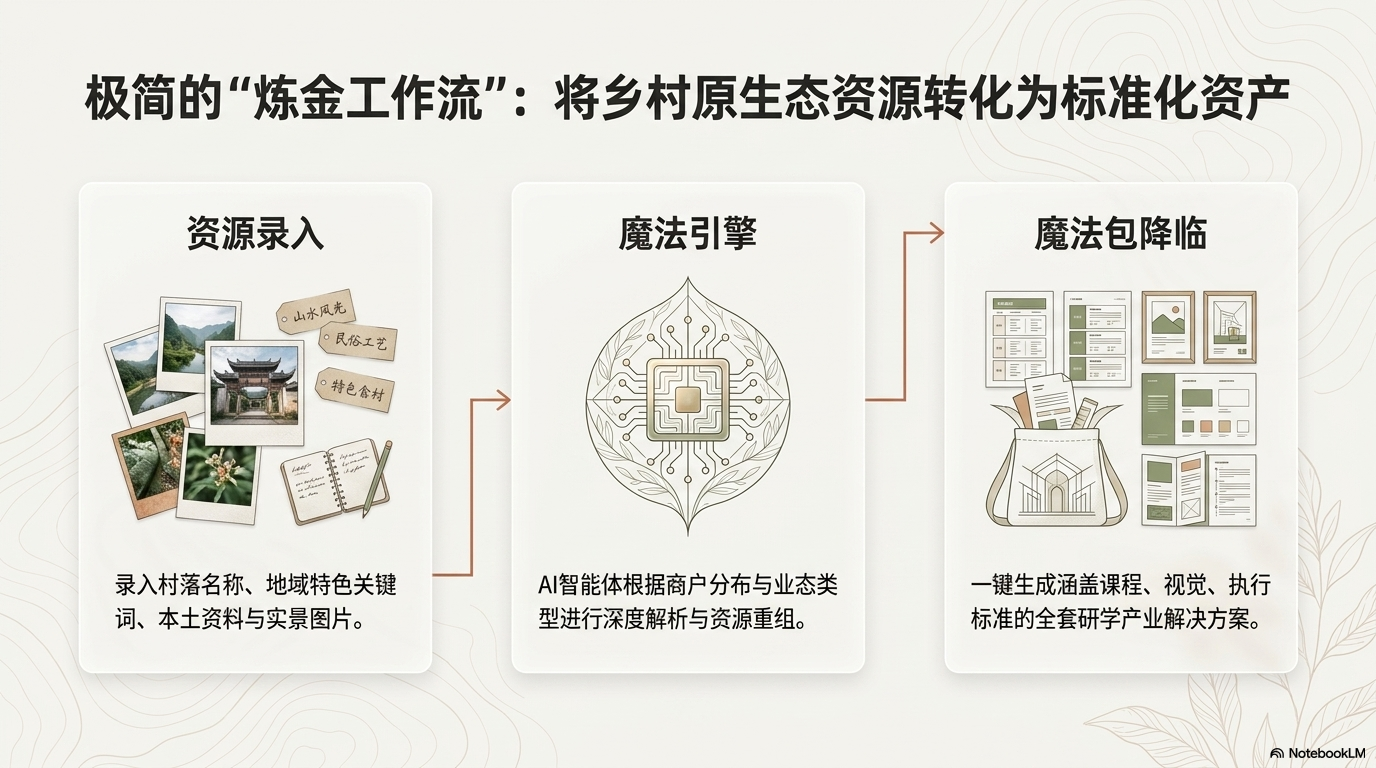 极简的“炼金工作流”：将乡村原生态资源转化为标准化资产
资源录入
山水风光
民俗工艺
特色食材
录入村落名称、地域特色关键
词、本土资料与实景图片。
魔法引擎
AI智能体根据商户分布与业态类
型进行深度解析与资源重组。
魔法包降临
一键生成涵盖课程、视觉、执行
标准的全套研学产业解决方案。
NotebookLM